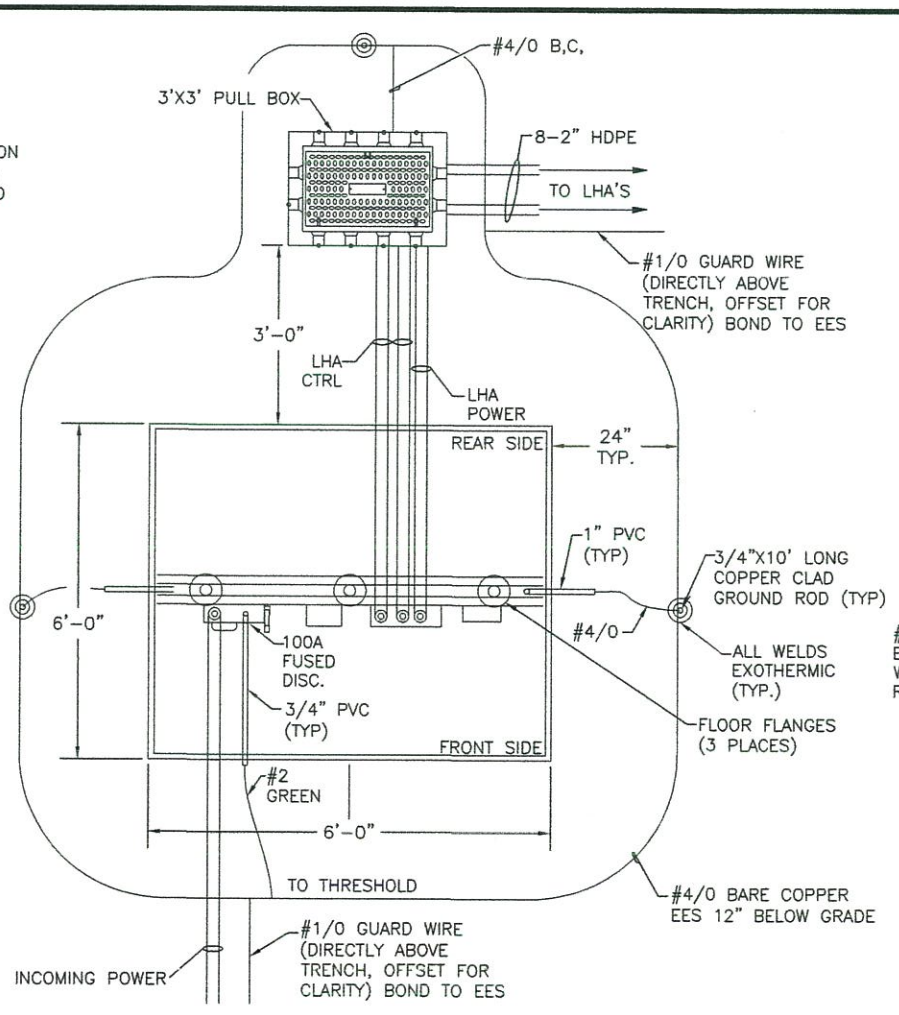 #4/0 B,C,
3'X3' PULL BOX
ON
8-2" HDPE
TO LHA'S
#1/0 GUARD WIRE
(DIRECTLY ABOVE
TRENCH, OFFSET FOR
CLARITY) BOND TO EES
3'-0"
LHA
CTRL
LHA
POWER
REAR SIDE
24"
TYP.
1" PVC
(TYP)
3/4"X10' LONG
COPPER CLAD
GROUND ROD (TYP)
6'-0"
#4/0
100A
FUSED
DISC.
ALL WELDS
EXOTHERMIC
(TYP.)
3/4" PVC
(TYP)
FLOOR FLANGES
(3 PLACES)
FRONT SIDE
#2
GREEN
6'-0"
TO THRESHOLD
#4/0 BARE COPPER
EES 12" BELOW GRADE
#1/0 GUARD WIRE
(DIRECTLY ABOVE
TRENCH, OFFSET FOR
CLARITY) BOND TO EES
INCOMING POWER